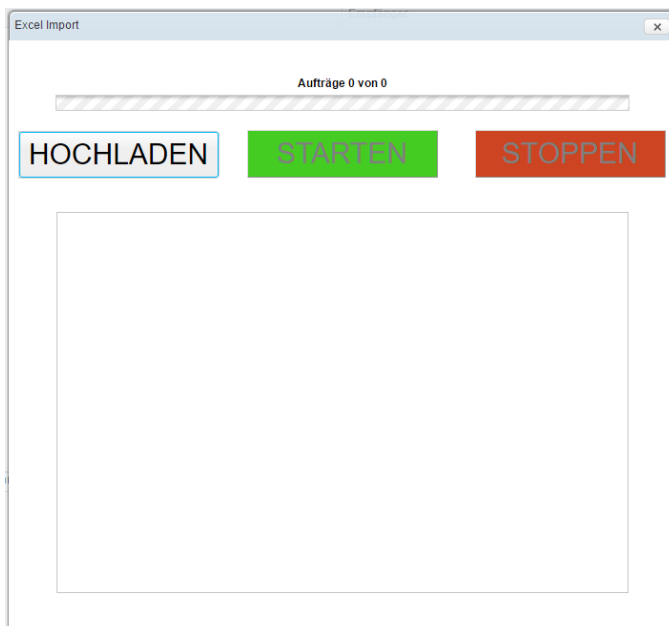 Excel Import
Aufträge 0 von 0
HOCHLADEN
STARTEN
STOPPEN